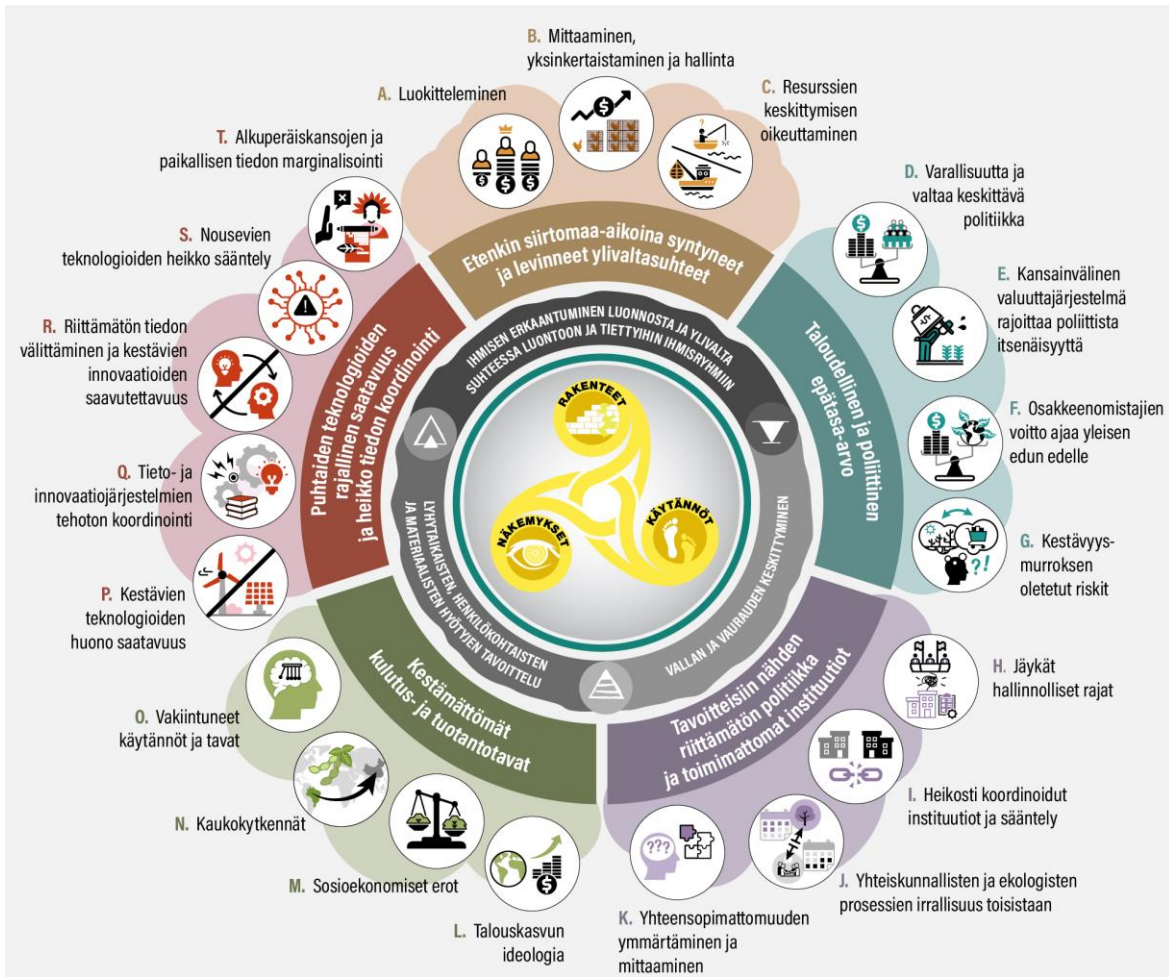 A. Luokitteleminen
B. Mittaaminen,
yksinkertaistaminen ja hallinta
C. Resurssien
keskittymisen
oikeuttaminen
D. Varallisuutta ja
valtaa keskittävä
politiikka
E. Kansainvälinen
valuuttajärjestelmä
rajoittaa poliittista
itsenäisyyttä
F. Osakkeenomistajien
voitto ajaa yleisen
edun edelle
G. Kestävyys-
murroksen
oletetut riskit
H. Jäykät
hallinnolliset rajat
I. Heikosti koordinoidut
instituutiot ja sääntely
J. Yhteiskunnallisten ja ekologisten
prosessien irrallisuus toisistaan
K. Yhteensopimattomuuden
ymmärtäminen ja
mittaaminen
L. Talouskasvun
ideologia
M. Sosioekonomiset erot
N. Kaukokytkennät
O. Vakiintuneet
käytännöt ja tavat
P. Kestävien
teknologioiden
huono saatavuus
Q. Tieto- ja
innovaatiojärjestelmien
tehoton koordinointi
R. Riittämätön tiedon
välittäminen ja kestävien
innovaatioiden
saavutettavuus
S. Nousevien
teknologioiden heikko sääntely
T. Alkuperäiskansojen ja
paikallisen tiedon marginalisointi
Etenkin siirtomaa-aikoina syntyneet
ja levinneet ylivaltasuhteet
Taloudellinen ja poliittinen
epätasa-arvo
Tavoitteisiin nähden
riittämätön politiikka
ja toimimattomat instituutiot
Kestämättömät
kulutus- ja tuotantotavat
Puhtaiden teknologioiden
rajallinen saatavuus
ja heikko tiedon koordinointi
IHMISEN ERKAANTUMINEN LUONNOSTA JA YLIVALTA
SUHTEESSA LUONTOON JA TIETTYIHIN IHMISRYHMIIN
VALLAN JA VAURAUDEN KESKITTYMINEN
LYHYTAIKAISTEN, HENKILÖKOHTAISTEN
JA MATERIAALISTEN HYÖTYJEN TAVOITTELU
RAKENTEET
KÄYTÄNNÖT
NÄKEMYKSET
???
?!